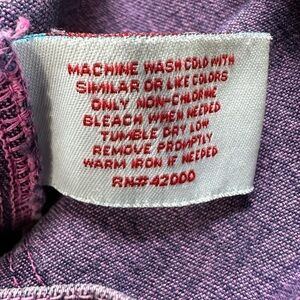 MACHINE WASH COLD WITH
SIMILAR OR LIKE COLORS
ONLY NON-CHLORINE
BLEACH WHEN NEEDED
TUMBLE DRY LOW
REMOVE PROMPTLY
WARM IRON IF NEEDED
RN#42000